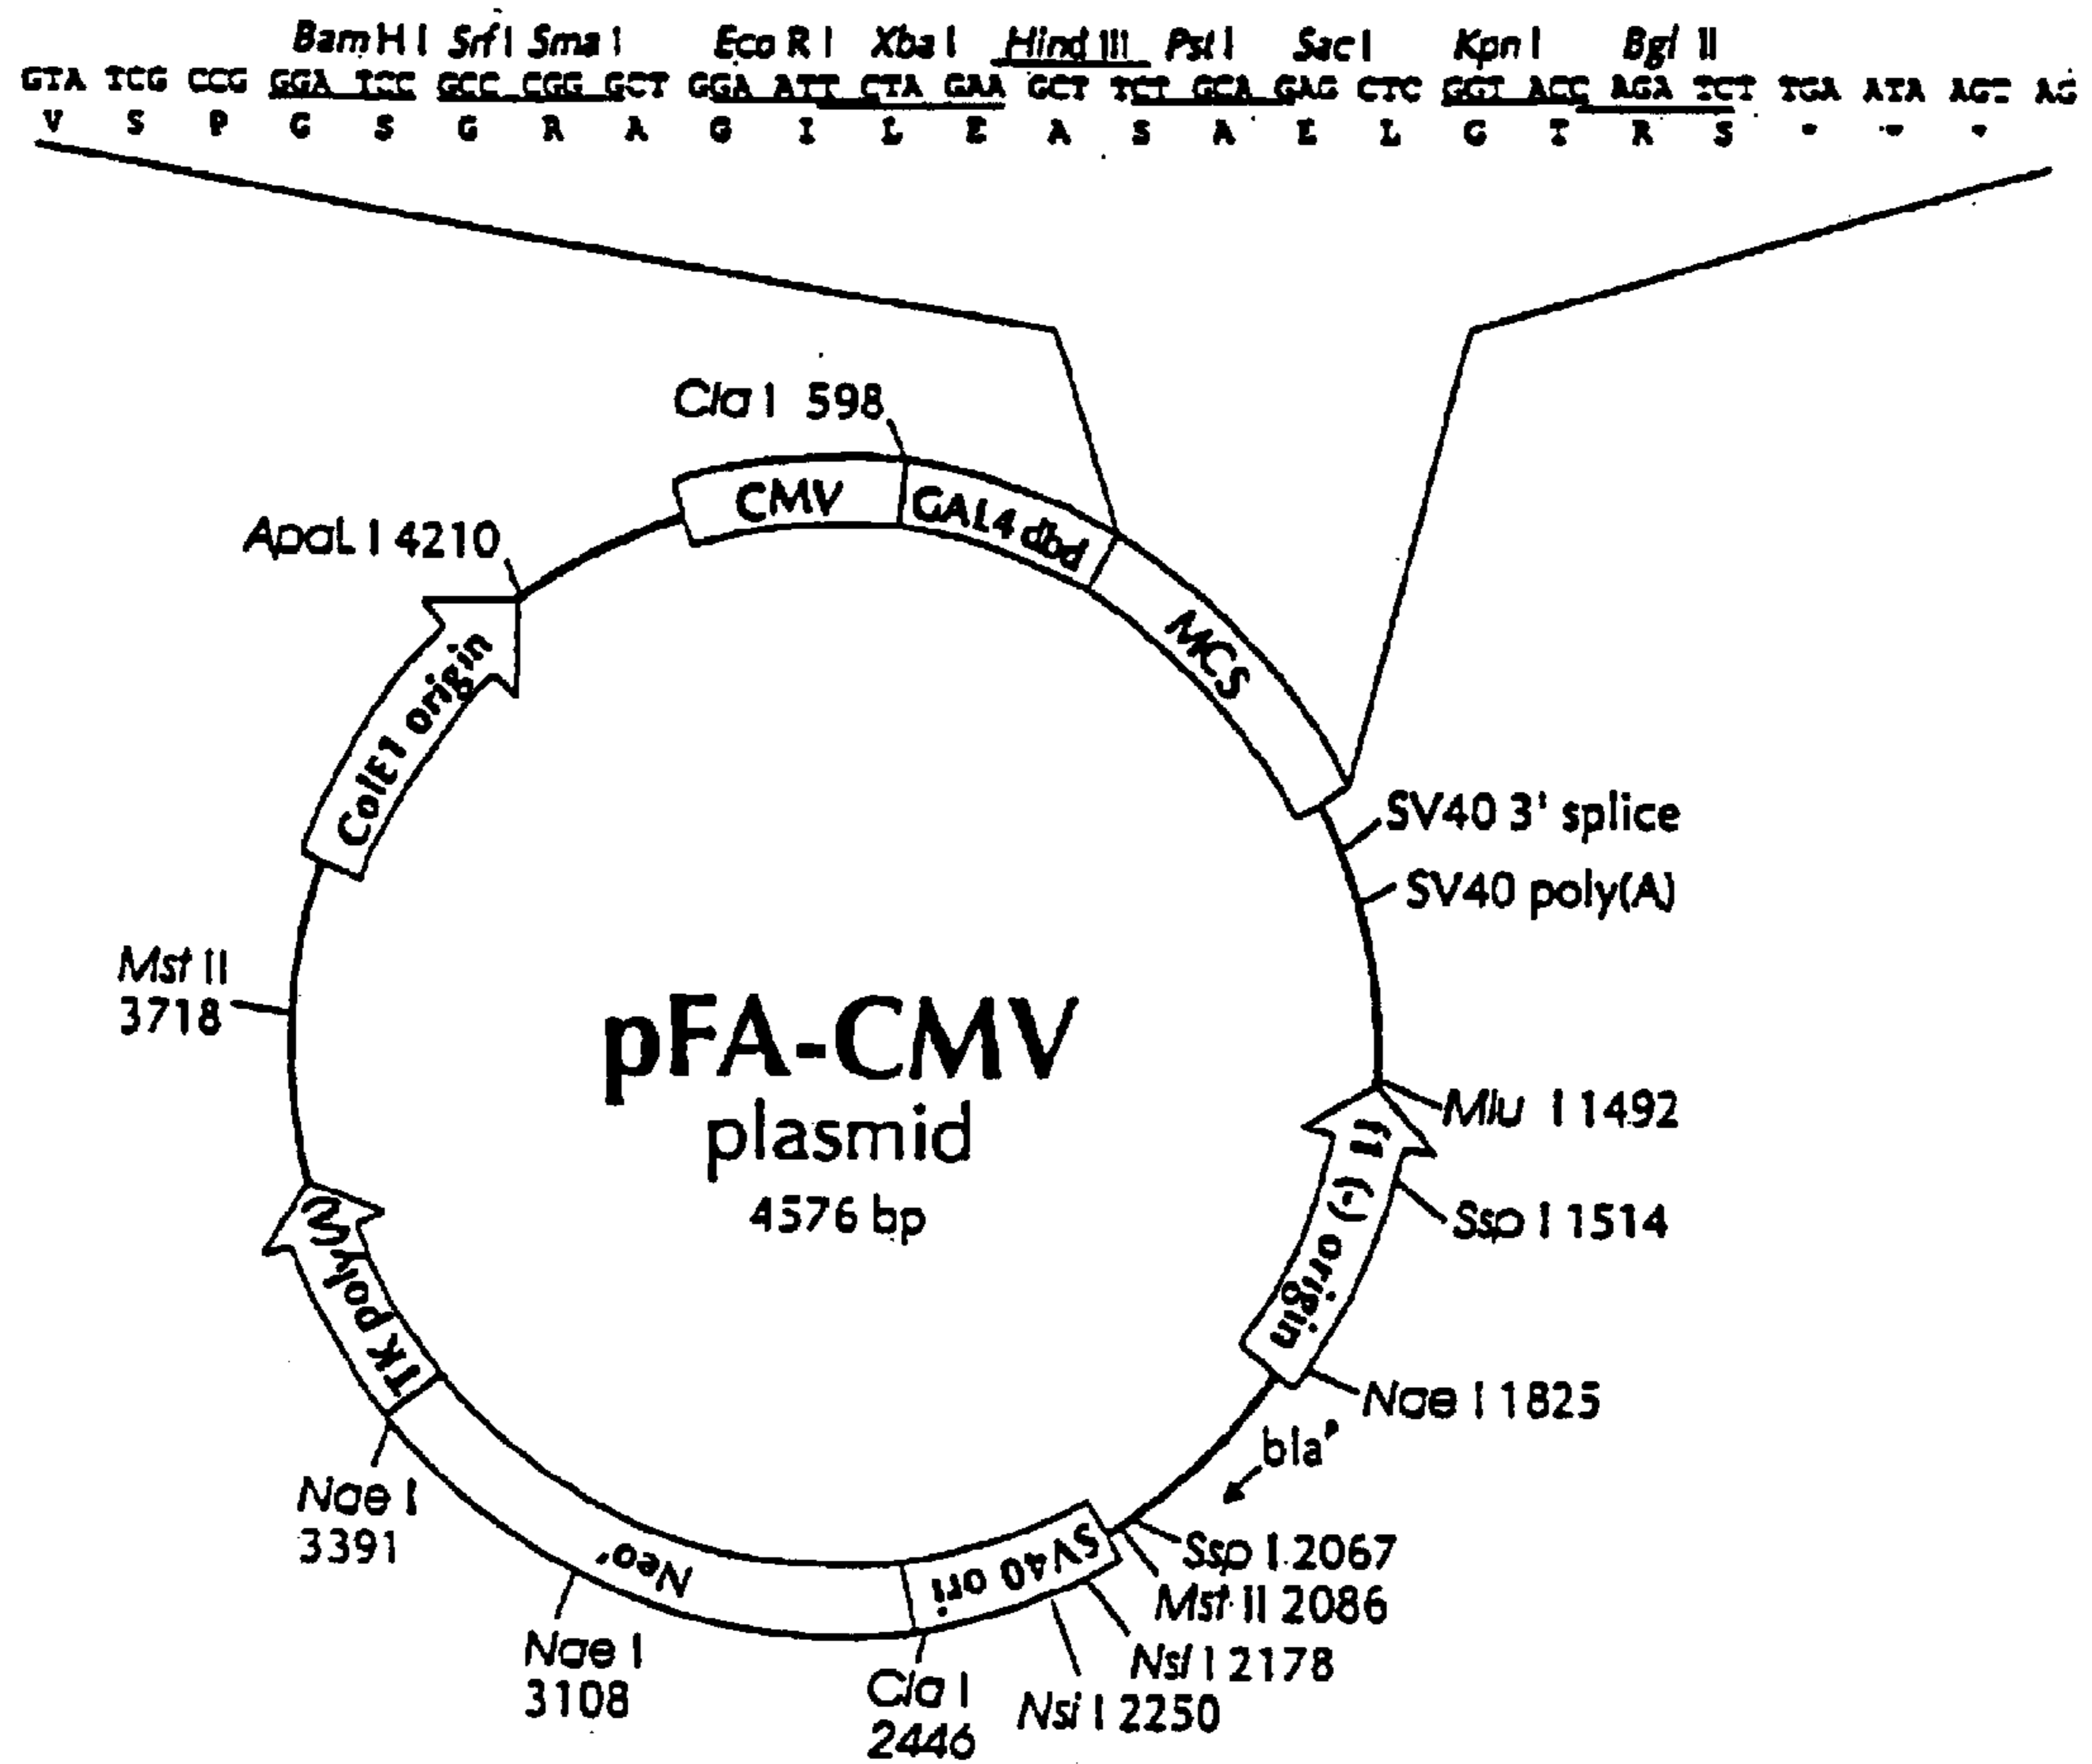 BamH I Srf I Sma I EcoR I Xba I Hind III Pst I Sac I Kpn I Bgl II
GTA TCG CCG GGA TCC GCC CGG GCT GGA ATT CTA GAA GCT TCT GCA GAG CTC GGT ACC AGA TCT TGA ATA AGT AG
V S P G S G R A G I L E A S A L L G T R S • • •
Cla I 598
CMV
GAL4 dbd
MCS
ApaL I 4210
ColE1 origin
SV40 3' splice
SV40 poly(A)
Mst II
3718
pFA-CMV
plasmid
4576 bp
Mlu I 1492
Ssp I 1514
f1 (-) origin
Nae I 1825
bla'
TK poly
Nae I
3391
Neo'
SV40 ori
Ssp I 2067
Mst II 2086
Nsi I 2178
Nsi I 2250
Nae I
3108
Cla I
2446